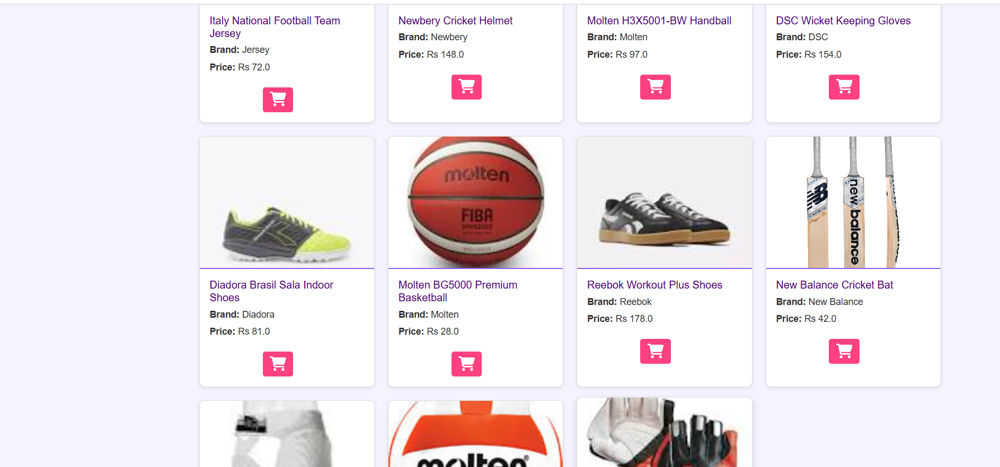 Italy National Football Team
Jersey
Brand: Jersey
Price: Rs 72.0
Newbery Cricket Helmet
Brand: Newbery
Price: Rs 148.0
Molten H3X5001-BW Handball
Brand: Molten
Price: Rs 97.0
DSC Wicket Keeping Gloves
Brand: DSC
Price: Rs 154.0
molten
FIBA
APPROVED
NB
new balance
Diadora Brasil Sala Indoor
Shoes
Brand: Diadora
Price: Rs 81.0
Molten BG5000 Premium
Basketball
Brand: Molten
Price: Rs 28.0
Reebok Workout Plus Shoes
Brand: Reebok
Price: Rs 178.0
New Balance Cricket Bat
Brand: New Balance
Price: Rs 42.0
molten®